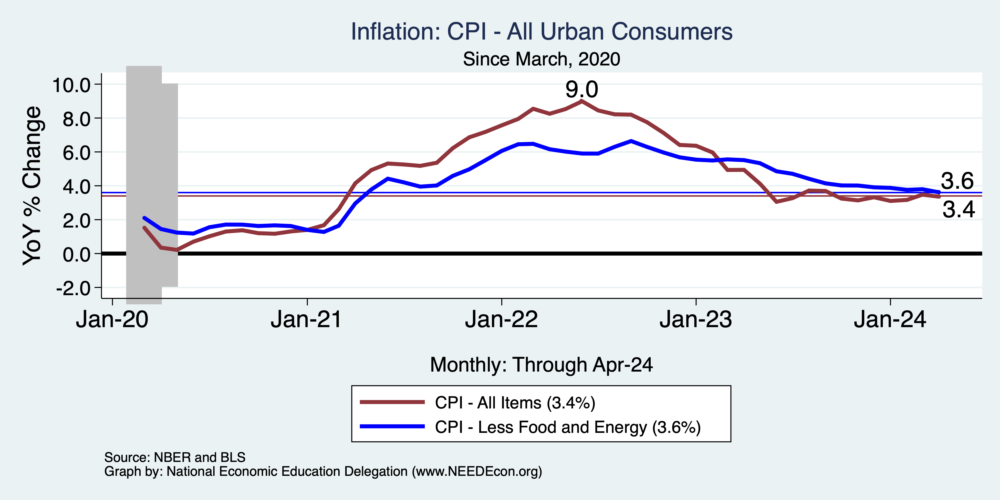 Inflation: CPI - All Urban Consumers
Since March, 2020
YoY % Change
10.0
8.0
6.0
4.0
2.0
0.0
-2.0
9.0
3.6
3.4
Jan-20
Jan-21
Jan-22
Jan-23
Jan-24
Monthly: Through Apr-24
CPI - All Items (3.4%)
CPI - Less Food and Energy (3.6%)
Source: NBER and BLS
Graph by: National Economic Education Delegation (www.NEEDEcon.org)